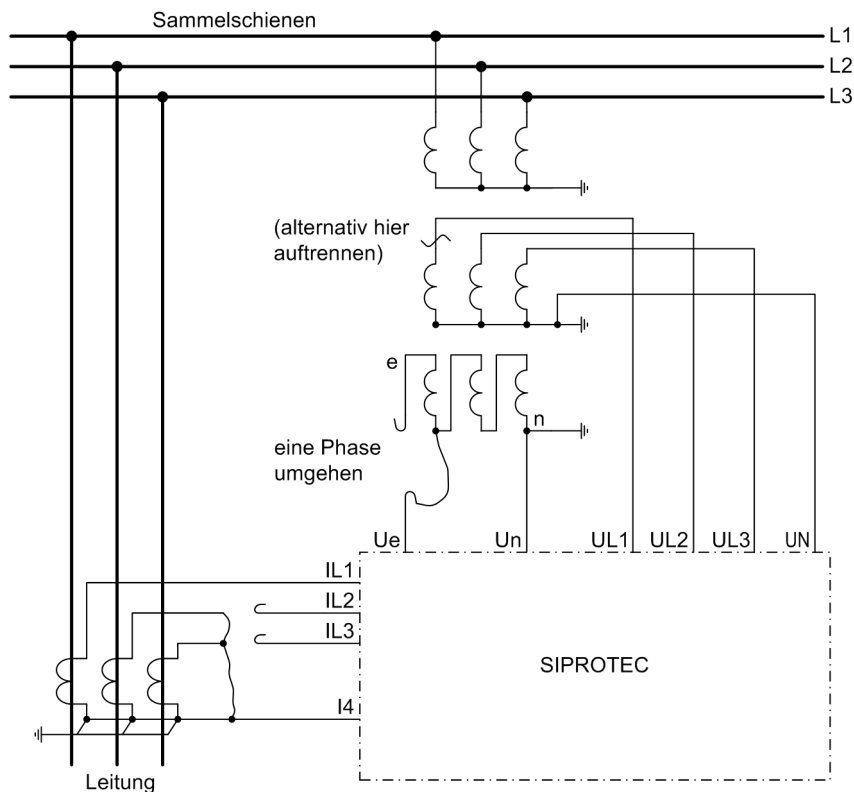 Sammelschienen
L1
L2
L3
(alternativ hier
auftrennen)
e
n
eine Phase
umgehen
Ue
Un
UL1
UL2
UL3
UN
IL1
IL2
IL3
SIPROTEC
I4
Leitung